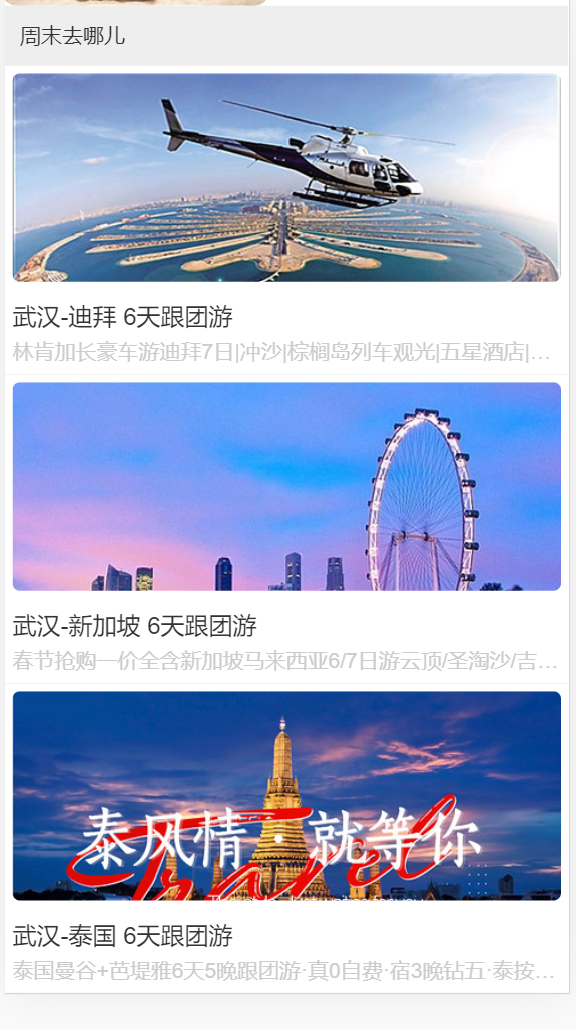 周末去哪儿
武汉-迪拜 6天跟团游
林肯加长豪车游迪拜7日|冲沙|棕榈岛列车观光|五星酒店|...
武汉-新加坡 6天跟团游
春节抢购一价全含新加坡马来西亚6/7日游云顶/圣淘沙/吉...
泰风情·就等你
Travel
武汉-泰国 6天跟团游
泰国曼谷+芭堤雅6天5晚跟团游·真0自费·宿3晚钻五·泰按...